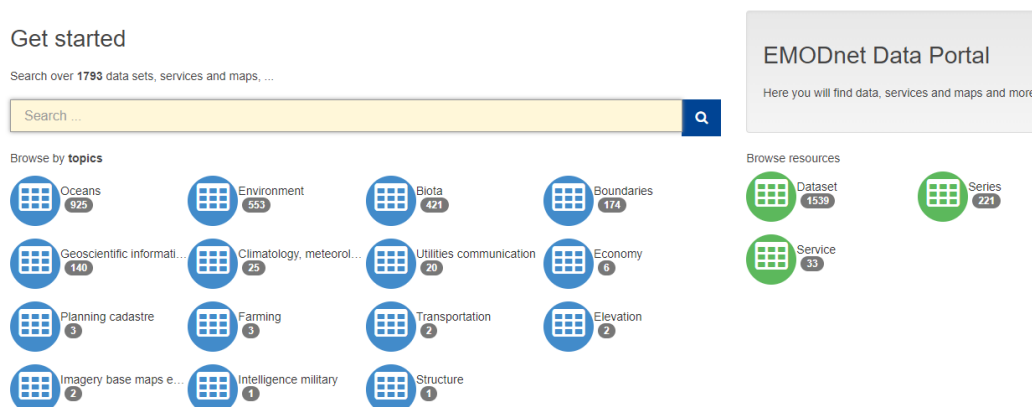 Get started
Search over 1793 data sets, services and maps, ...
Search ...
Browse by topics
Oceans
925
Environment
553
Biota
421
Boundaries
174
Geoscientific informati...
140
Climatology, meteorol...
25
Utilities communication
20
Economy
6
Planning cadastre
3
Farming
3
Transportation
2
Elevation
2
Imagery base maps e...
2
Intelligence military
1
Structure
1
EMODnet Data Portal
Here you will find data, services and maps and more
Browse resources
Dataset
1539
Series
221
Service
33